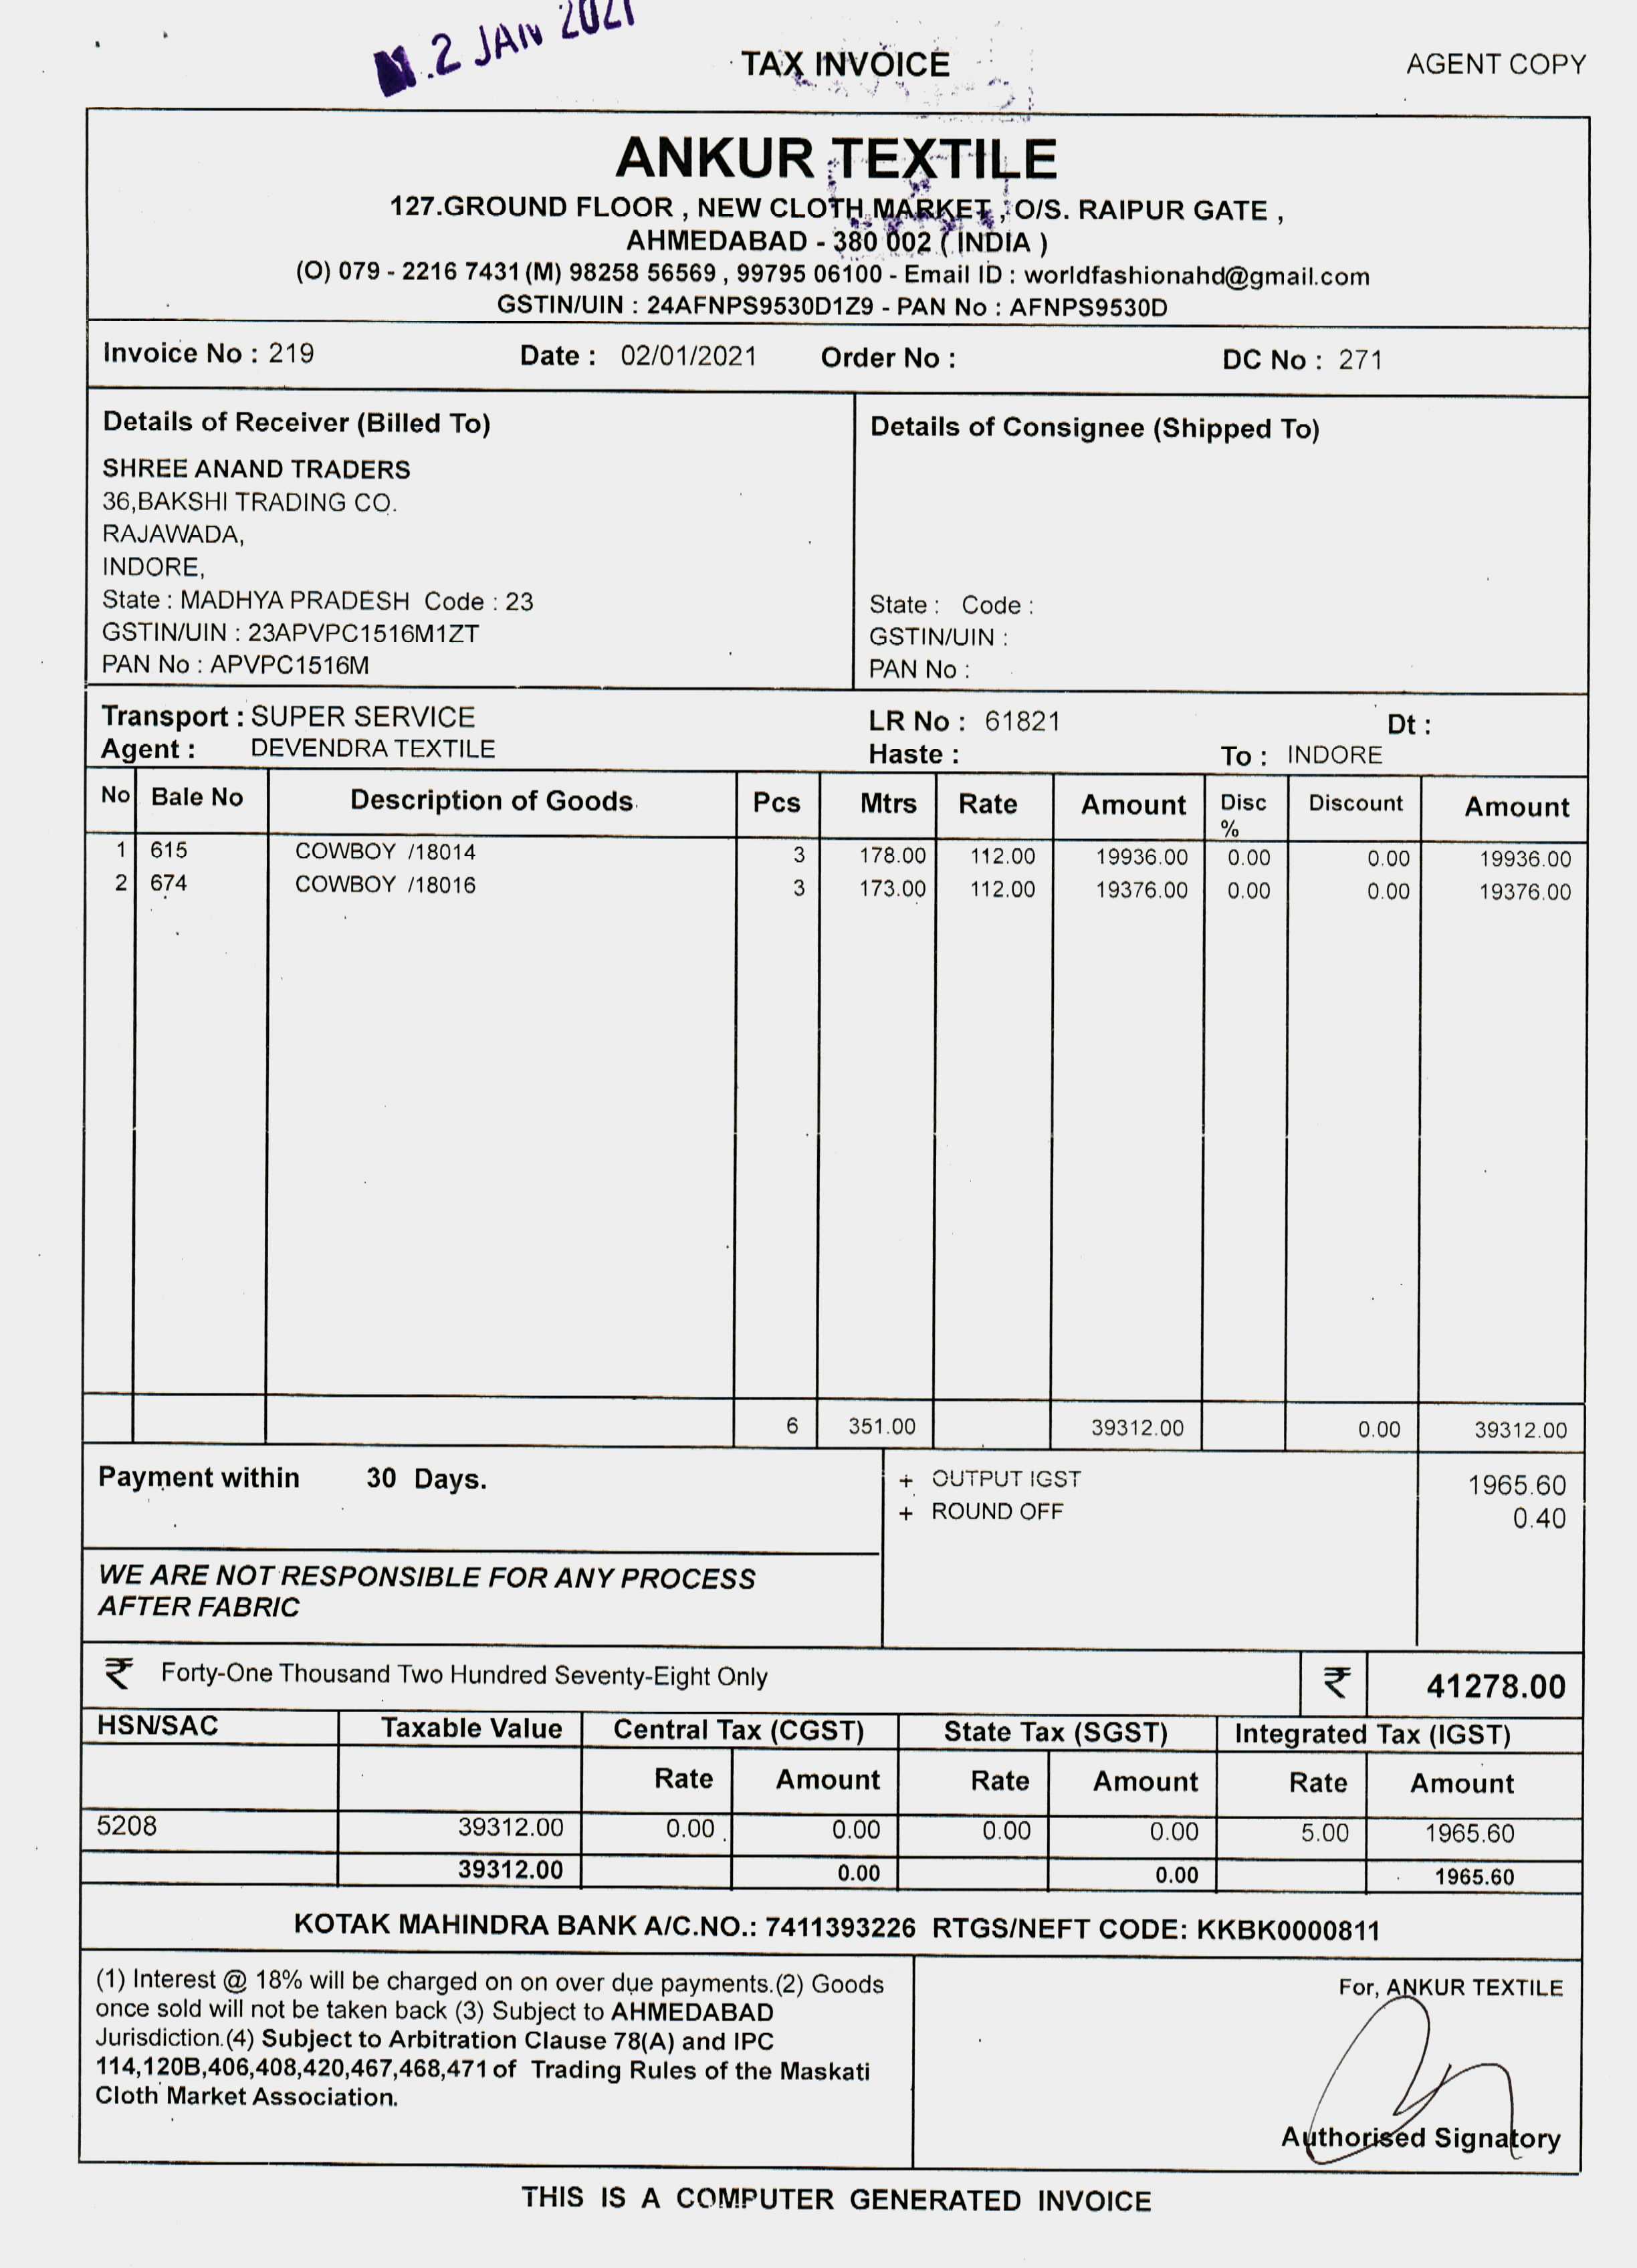 2 JAN 2021
TAX INVOICE
AGENT COPY
ANKUR TEXTILE
127.GROUND FLOOR , NEW CLOTH MARKET , O/S. RAIPUR GATE ,
AHMEDABAD - 380 002 ( INDIA )
(O) 079 - 2216 7431 (M) 98258 56569 , 99795 06100 - Email ID : worldfashionahd@gmail.com
GSTIN/UIN : 24AFNPS9530D1Z9 - PAN No : AFNPS9530D
Invoice No : 219 Date : 02/01/2021 Order No : DC No : 271
Details of Receiver (Billed To)
SHREE ANAND TRADERS
36,BAKSHI TRADING CO.
RAJAWADA,
INDORE,
State : MADHYA PRADESH Code : 23
GSTIN/UIN : 23APVPC1516M1ZT
PAN No : APVPC1516M
Details of Consignee (Shipped To)
State : Code :
GSTIN/UIN :
PAN No :
Transport : SUPER SERVICE LR No : 61821 Dt :
Agent : DEVENDRA TEXTILE Haste : To : INDORE
No Bale No Description of Goods Pcs Mtrs Rate Amount Disc % Discount Amount
1 615 COWBOY /18014 3 178.00 112.00 19936.00 0.00 0.00 19936.00
2 674 COWBOY /18016 3 173.00 112.00 19376.00 0.00 0.00 19376.00
6 351.00 39312.00 0.00 39312.00
Payment within 30 Days.
+ OUTPUT IGST 1965.60
+ ROUND OFF 0.40
WE ARE NOT RESPONSIBLE FOR ANY PROCESS
AFTER FABRIC
₹ Forty-One Thousand Two Hundred Seventy-Eight Only ₹ 41278.00
HSN/SAC Taxable Value Central Tax (CGST) State Tax (SGST) Integrated Tax (IGST)
Rate Amount Rate Amount Rate Amount
5208 39312.00 0.00 0.00 0.00 0.00 5.00 1965.60
39312.00 0.00 0.00 1965.60
KOTAK MAHINDRA BANK A/C.NO.: 7411393226 RTGS/NEFT CODE: KKBK0000811
(1) Interest @ 18% will be charged on on over due payments.(2) Goods
once sold will not be taken back (3) Subject to AHMEDABAD
Jurisdiction.(4) Subject to Arbitration Clause 78(A) and IPC
114,120B,406,408,420,467,468,471 of Trading Rules of the Maskati
Cloth Market Association.
For, ANKUR TEXTILE
Authorised Signatory
THIS IS A COMPUTER GENERATED INVOICE